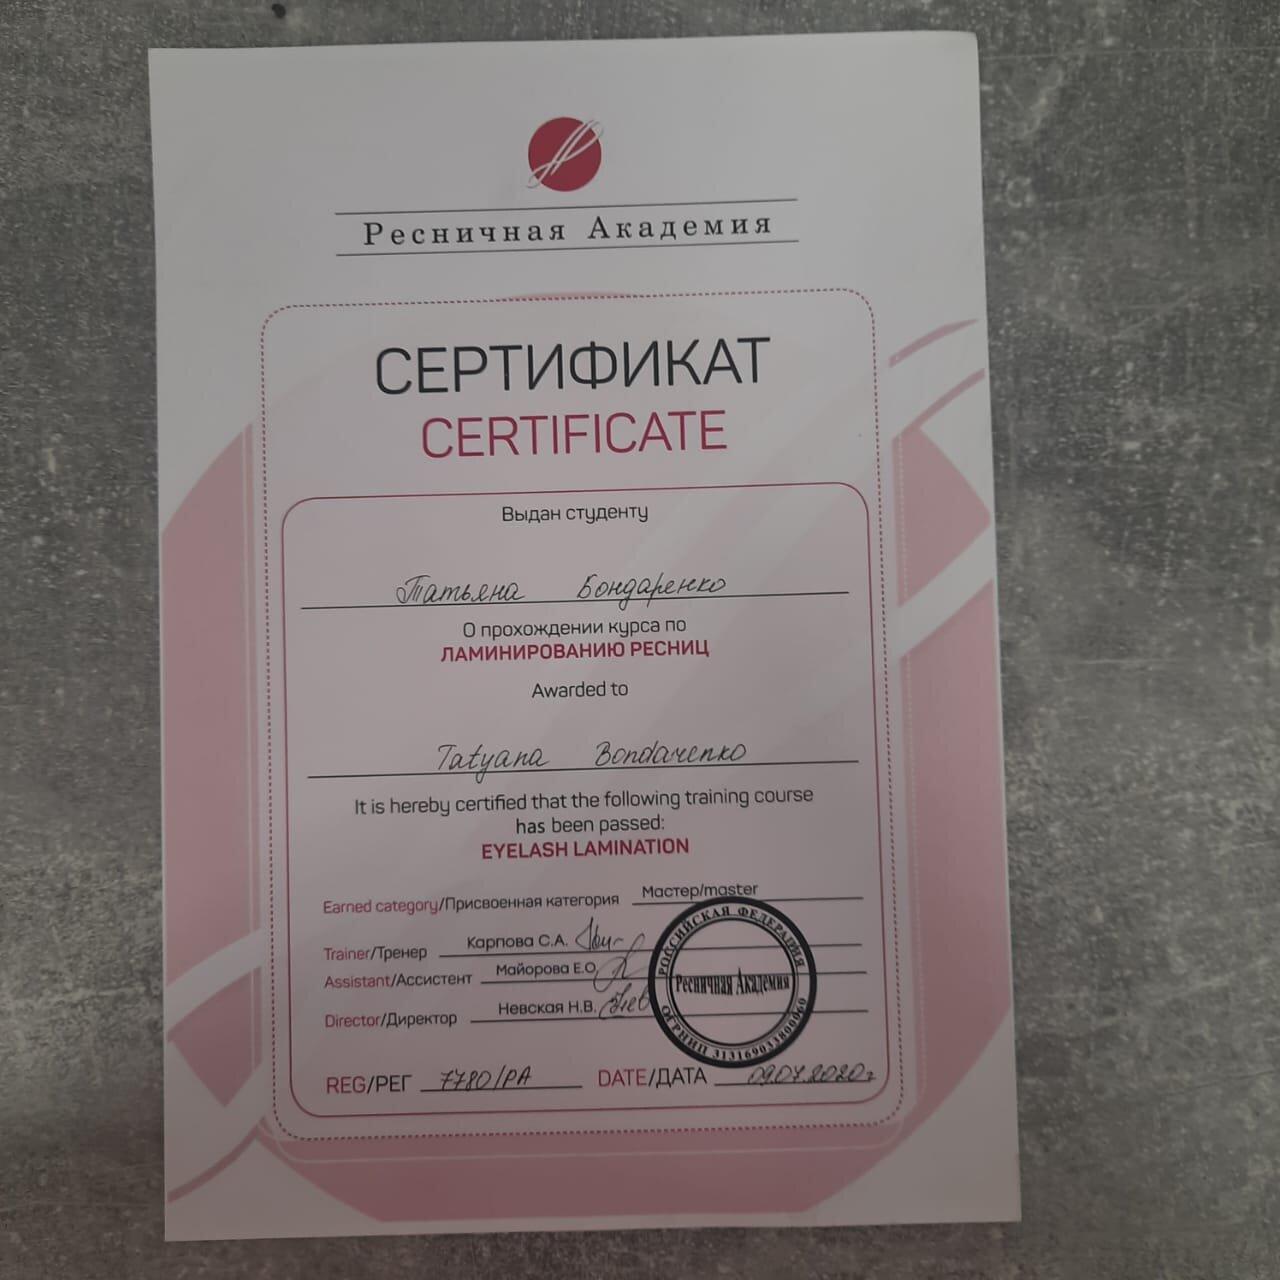 Ресничная Академия
СЕРТИФИКАТ
CERTIFICATE
Выдан студенту
Татьяна Бондаренко
О прохождении курса по
ЛАМИНИРОВАНИЮ РЕСНИЦ
Awarded to
Tatyana Bondarenko
It is hereby certified that the following training course
has been passed:
EYELASH LAMINATION
Earned category/Присвоенная категория Мастер/master
Trainer/Тренер Карпова С.А.
Assistant/Ассистент Майорова Е.О.
Director/Директор Невская Н.В.
РОССИЙСКАЯ ФЕДЕРАЦИЯ
Ресничная Академия
ОГРНИП
REG/РЕГ 7780/РА DATE/ДАТА 09.07.2020г